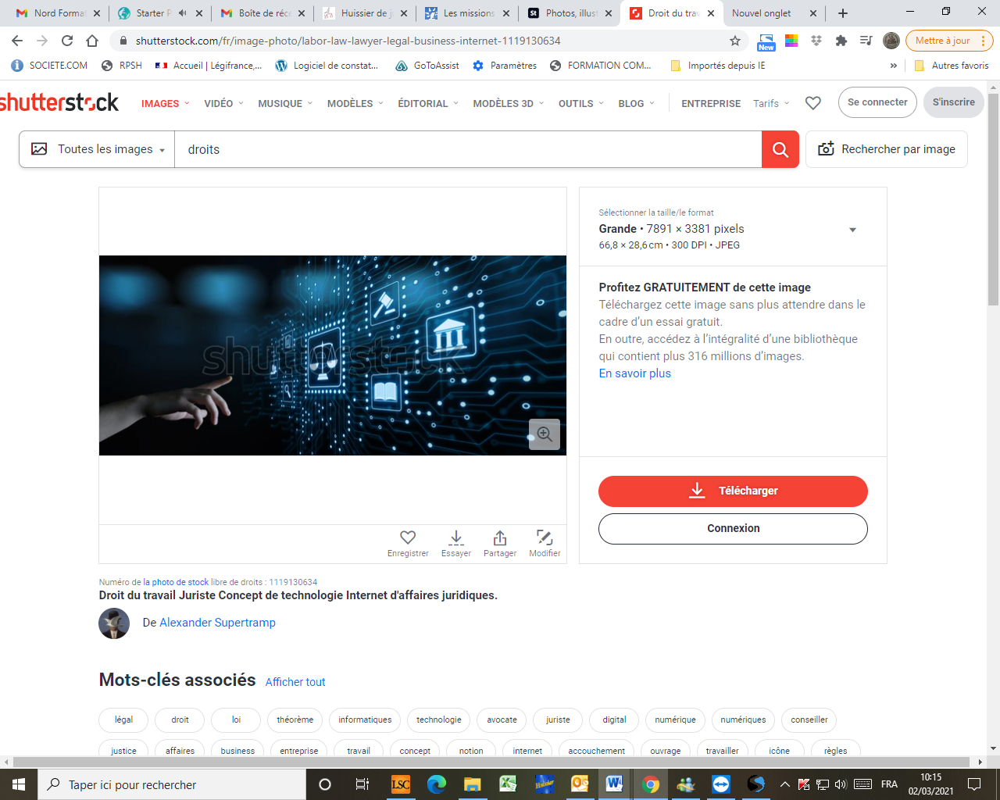 Nord Format
Starter P
Boîte de réce
Huissier de j
Les missions
Photos, illust
Droit du trav
Nouvel onglet
shutterstock.com/fr/image-photo/labor-law-lawyer-legal-business-internet-1119130634
New
Mettre à jour
SOCIETE.COM
RPSH
Accueil | Légifrance,...
Logiciel de constat...
GoToAssist
Paramètres
FORMATION COM...
Importés depuis IE
»
Autres favoris
shutterstock
IMAGES
VIDÉO
MUSIQUE
MODÈLES
ÉDITORIAL
MODÈLES 3D
OUTILS
BLOG
ENTREPRISE
Tarifs
Se connecter
S'inscrire
Toutes les images
droits
Rechercher par image
shutterstock
Sélectionner la taille/le format
Grande • 7891 × 3381 pixels
66,8 × 28,6 cm • 300 DPI • JPEG
Profitez GRATUITEMENT de cette image
Téléchargez cette image sans plus attendre dans le
cadre d’un essai gratuit.
En outre, accédez à l’intégralité d’une bibliothèque
qui contient plus 316 millions d’images.
En savoir plus
Télécharger
Connexion
Enregistrer
Essayer
Partager
Modifier
Numéro de la photo de stock libre de droits : 1119130634
Droit du travail Juriste Concept de technologie Internet d'affaires juridiques.
De Alexander Supertramp
Mots-clés associés Afficher tout
légal
droit
loi
théorème
informatiques
technologie
avocate
juriste
digital
numérique
numériques
conseiller
justice
affaires
business
entreprise
travail
concept
notion
internet
accouchement
ouvrage
travailler
icône
règles
Taper ici pour rechercher
LSC
FRA
10:15
02/03/2021